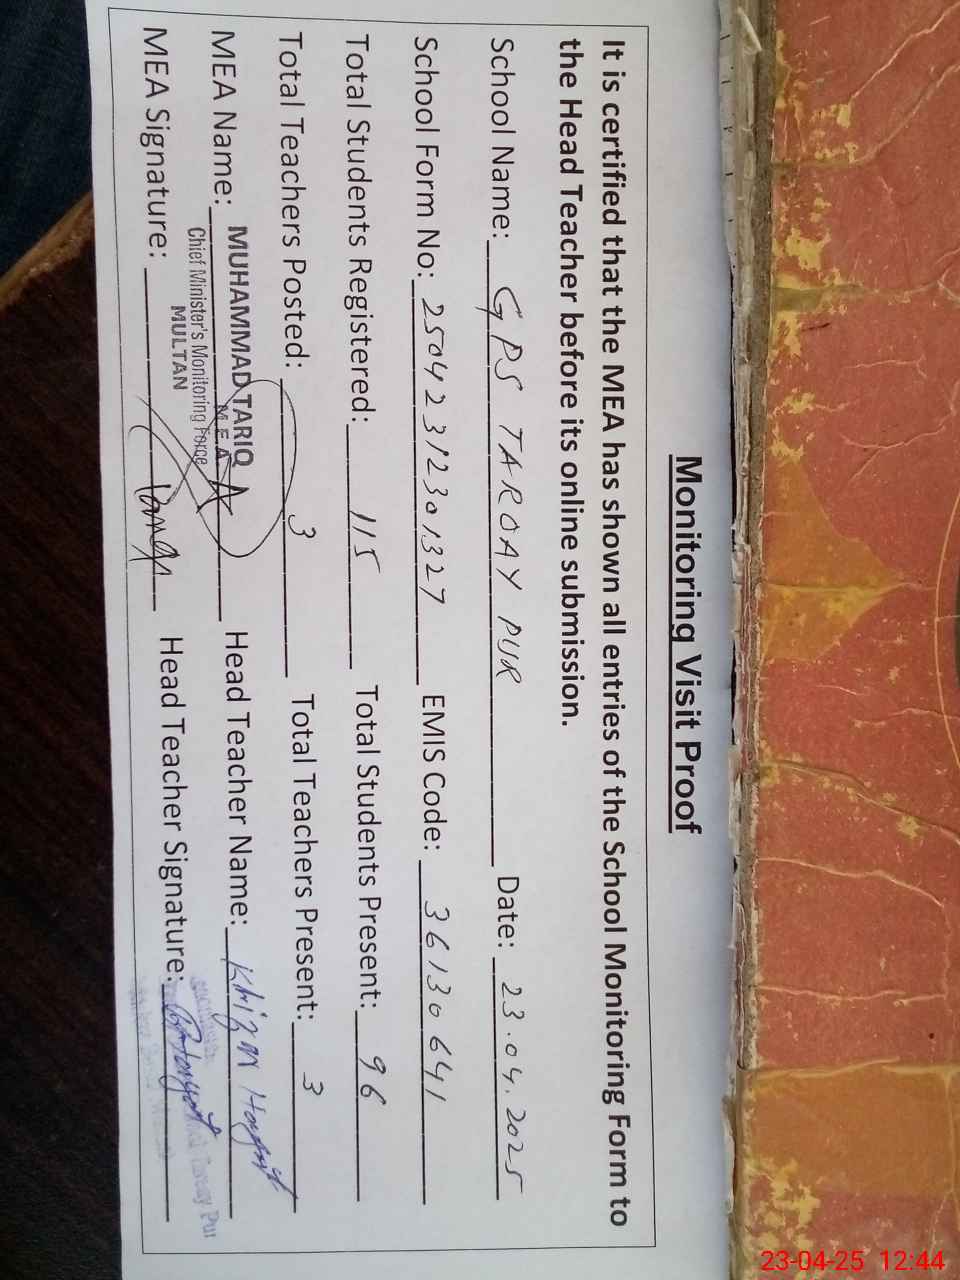 Monitoring Visit Proof
It is certified that the MEA has shown all entries of the School Monitoring Form to
the Head Teacher before its online submission.
School Name: GPS TAROAY PUR Date: 23.04.2025
School Form No: 25042312301327 EMIS Code: 36130641
Total Students Registered: 115 Total Students Present: 96
Total Teachers Posted: 3 Total Teachers Present: 3
MEA Name: MUHAMMAD TARIQ Head Teacher Name: Khizar Hayat
M.E.A
Chief Minister's Monitoring Force
MULTAN
MEA Signature: Head Teacher Signature:
Taroay Pur
23-04-25 12:44